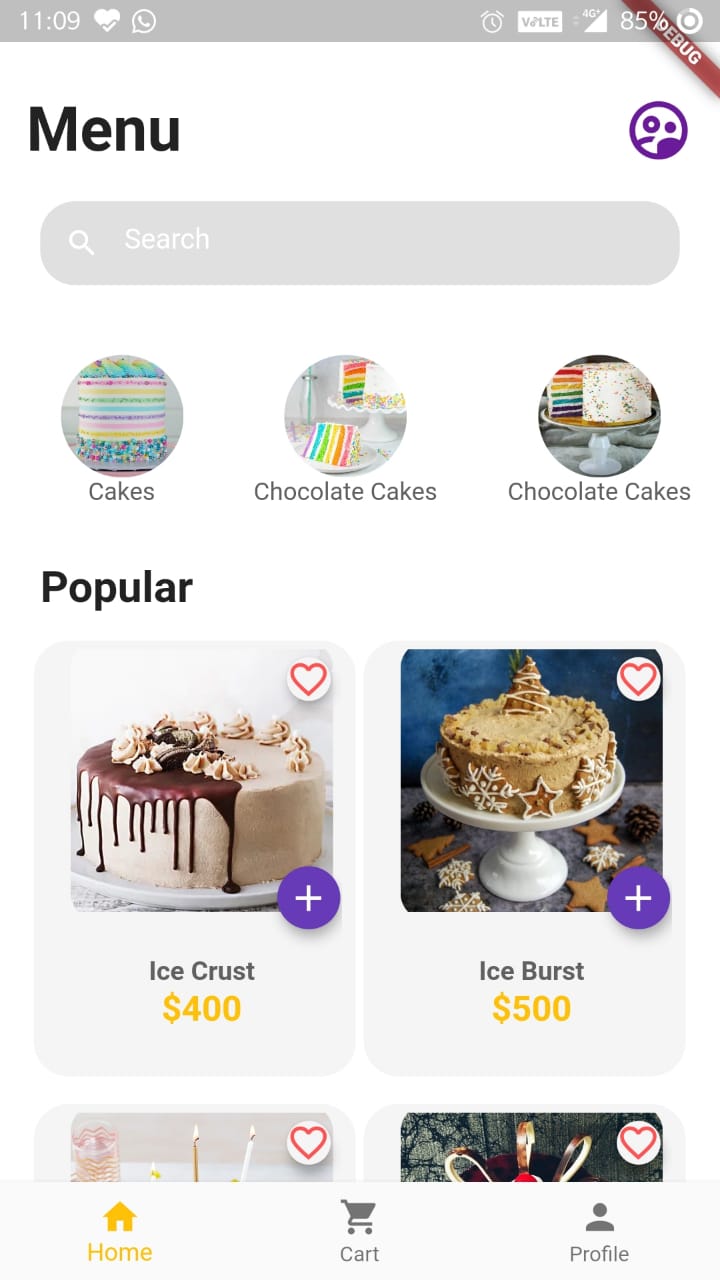 11:09
VoLTE
4G+
85%
DEBUG
Menu
Search
Cakes
Chocolate Cakes
Chocolate Cakes
Popular
Ice Crust
Ice Burst
$400
$500
Home
Cart
Profile